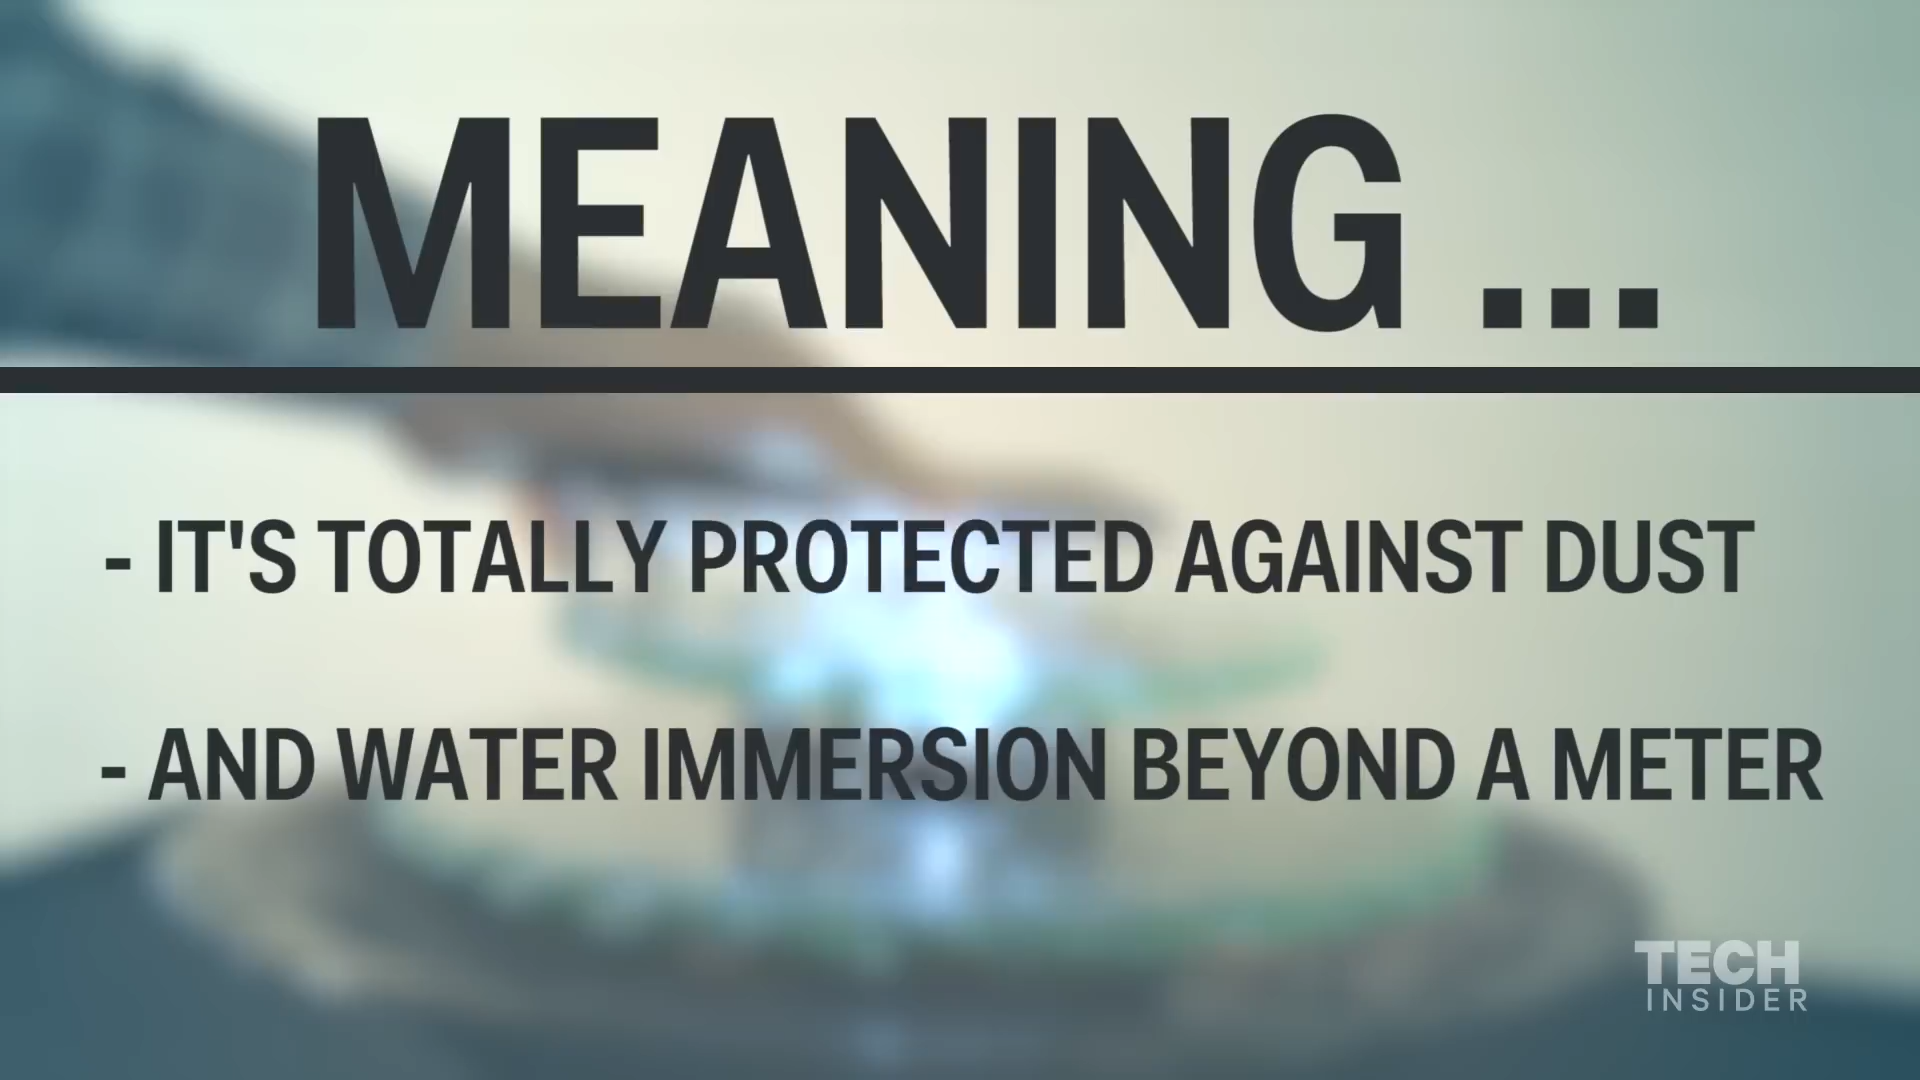 MEANING ...
- IT'S TOTALLY PROTECTED AGAINST DUST
- AND WATER IMMERSION BEYOND A METER
TECH
INSIDER